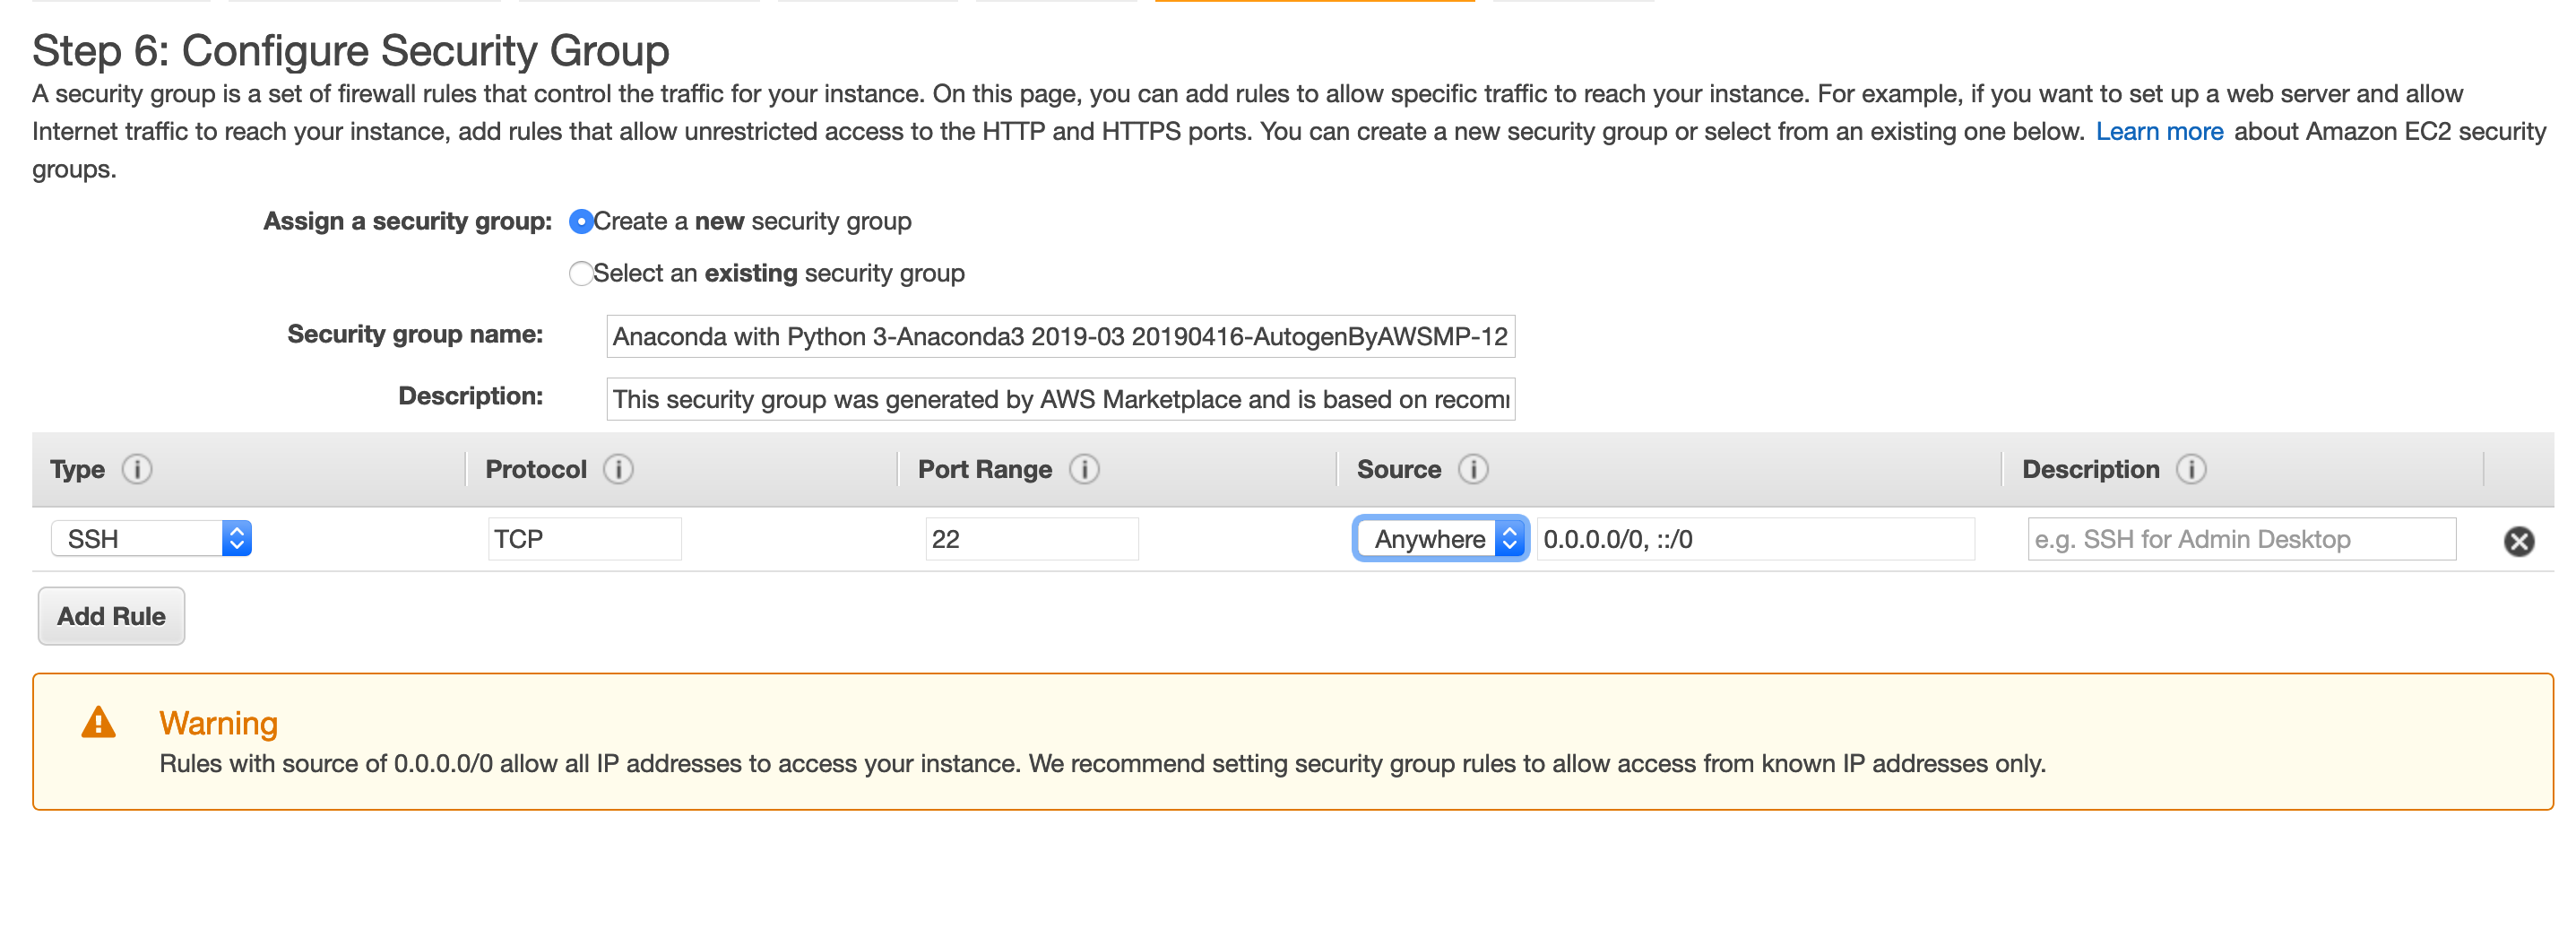 Step 6: Configure Security Group
A security group is a set of firewall rules that control the traffic for your instance. On this page, you can add rules to allow specific traffic to reach your instance. For example, if you want to set up a web server and allow
Internet traffic to reach your instance, add rules that allow unrestricted access to the HTTP and HTTPS ports. You can create a new security group or select from an existing one below. Learn more about Amazon EC2 security
groups.
Assign a security group: Create a new security group
Select an existing security group
Security group name: Anaconda with Python 3-Anaconda3 2019-03 20190416-AutogenByAWSMP-12
Description: This security group was generated by AWS Marketplace and is based on
Type Protocol Port Range Source Description
SSH TCP 22 Anywhere 0.0.0.0/0, ::/0 e.g. SSH for Admin Desktop
Add Rule
Warning
Rules with source of 0.0.0.0/0 allow all IP addresses to access your instance. We recommend setting security group rules to allow access from known IP addresses only.